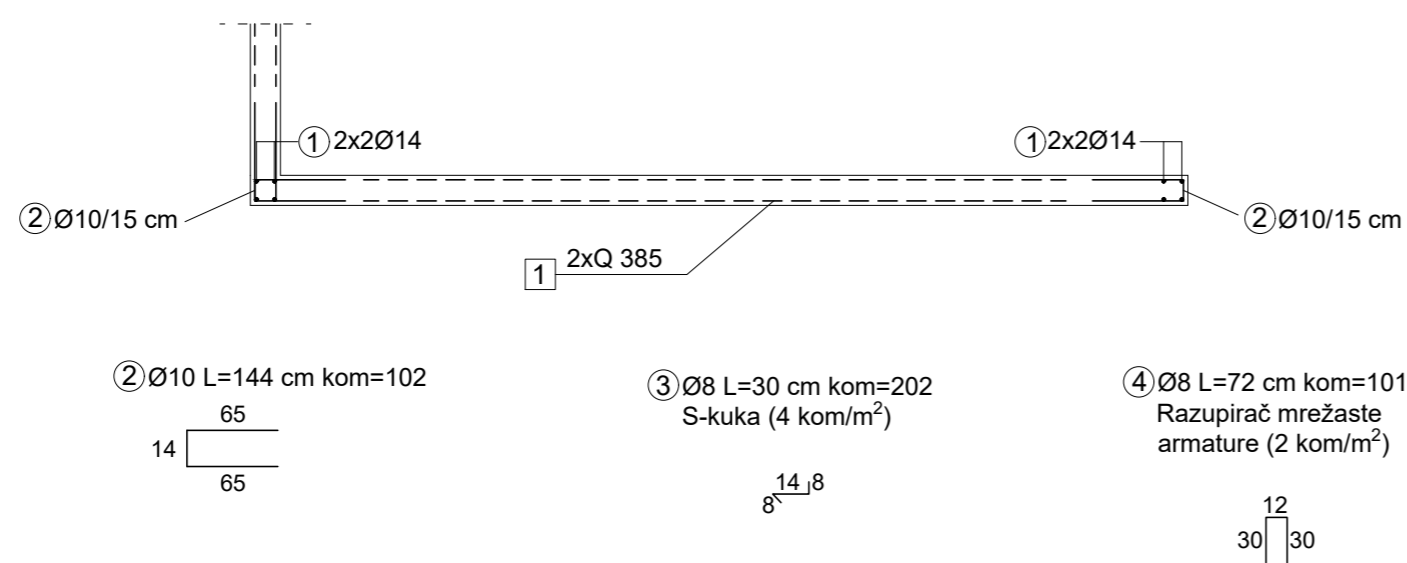 ① 2x2Ø14
① 2x2Ø14
② Ø10/15 cm
② Ø10/15 cm
1 2xQ 385
② Ø10 L=144 cm kom=102
65
14
65
③ Ø8 L=30 cm kom=202
S-kuka (4 kom/m²)
14 8
8
④ Ø8 L=72 cm kom=101
Razupirač mrežaste
armature (2 kom/m²)
12
30 30